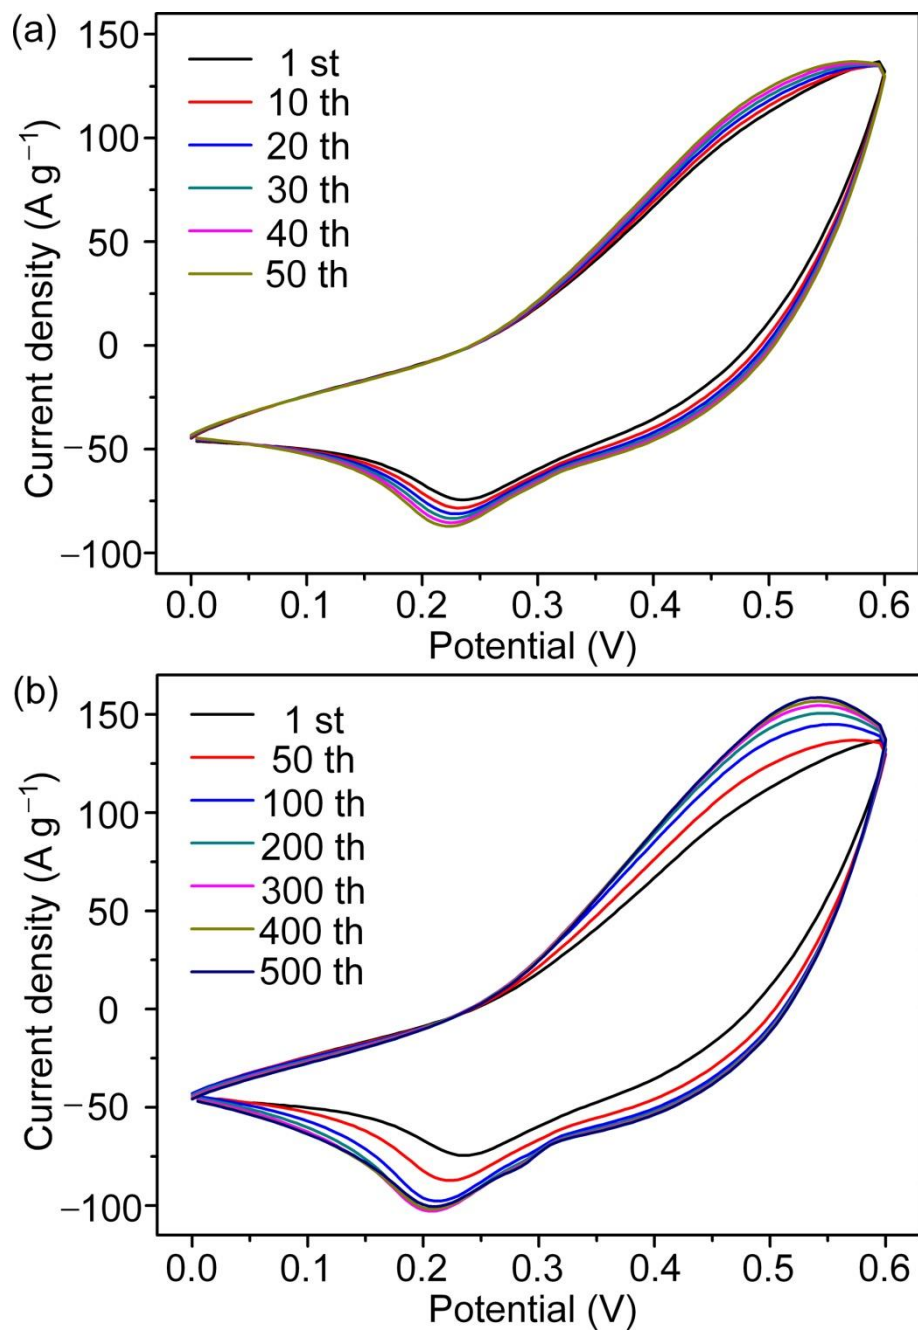 (a)
150
100
50
0
−50
−100
Current density (A g⁻¹)
1 st
10 th
20 th
30 th
40 th
50 th
0.0 0.1 0.2 0.3 0.4 0.5 0.6
Potential (V)
(b)
150
100
50
0
−50
−100
Current density (A g⁻¹)
1 st
50 th
100 th
200 th
300 th
400 th
500 th
0.0 0.1 0.2 0.3 0.4 0.5 0.6
Potential (V)